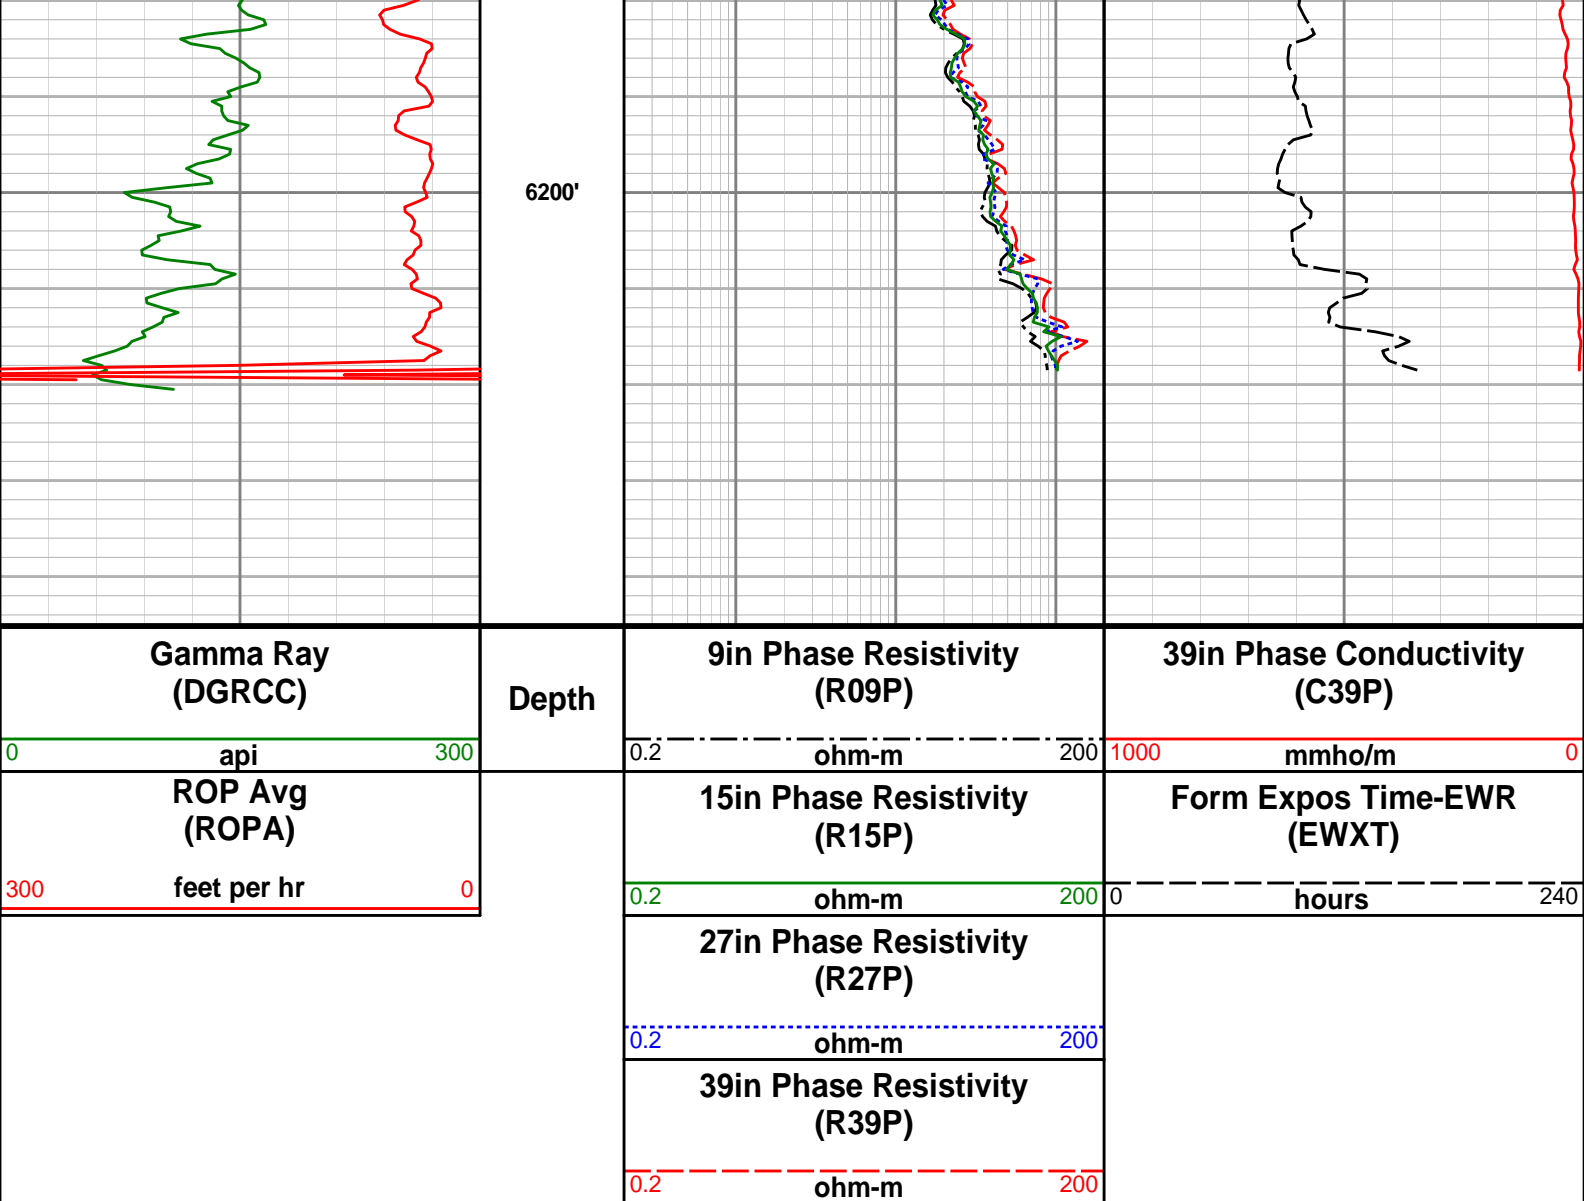 6200'
Gamma Ray
(DGRCC)
0 api 300
ROP Avg
(ROPA)
300 feet per hr 0
Depth
9in Phase Resistivity
(R09P)
0.2 ohm-m 200
15in Phase Resistivity
(R15P)
0.2 ohm-m 200
27in Phase Resistivity
(R27P)
0.2 ohm-m 200
39in Phase Resistivity
(R39P)
0.2 ohm-m 200
39in Phase Conductivity
(C39P)
1000 mmho/m 0
Form Expos Time-EWR
(EWXT)
0 hours 240